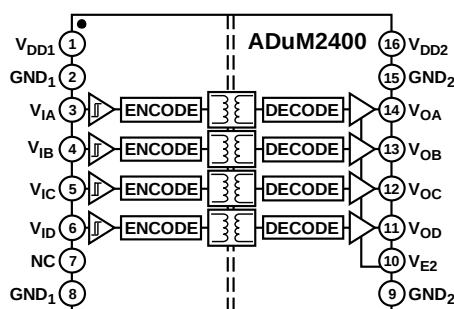 ADuM2400
VDD1 1 16 VDD2
GND1 2 15 GND2
VIA 3 ENCODE DECODE 14 VOA
VIB 4 ENCODE DECODE 13 VOB
VIC 5 ENCODE DECODE 12 VOC
VID 6 ENCODE DECODE 11 VOD
NC 7 10 VE2
GND1 8 9 GND2